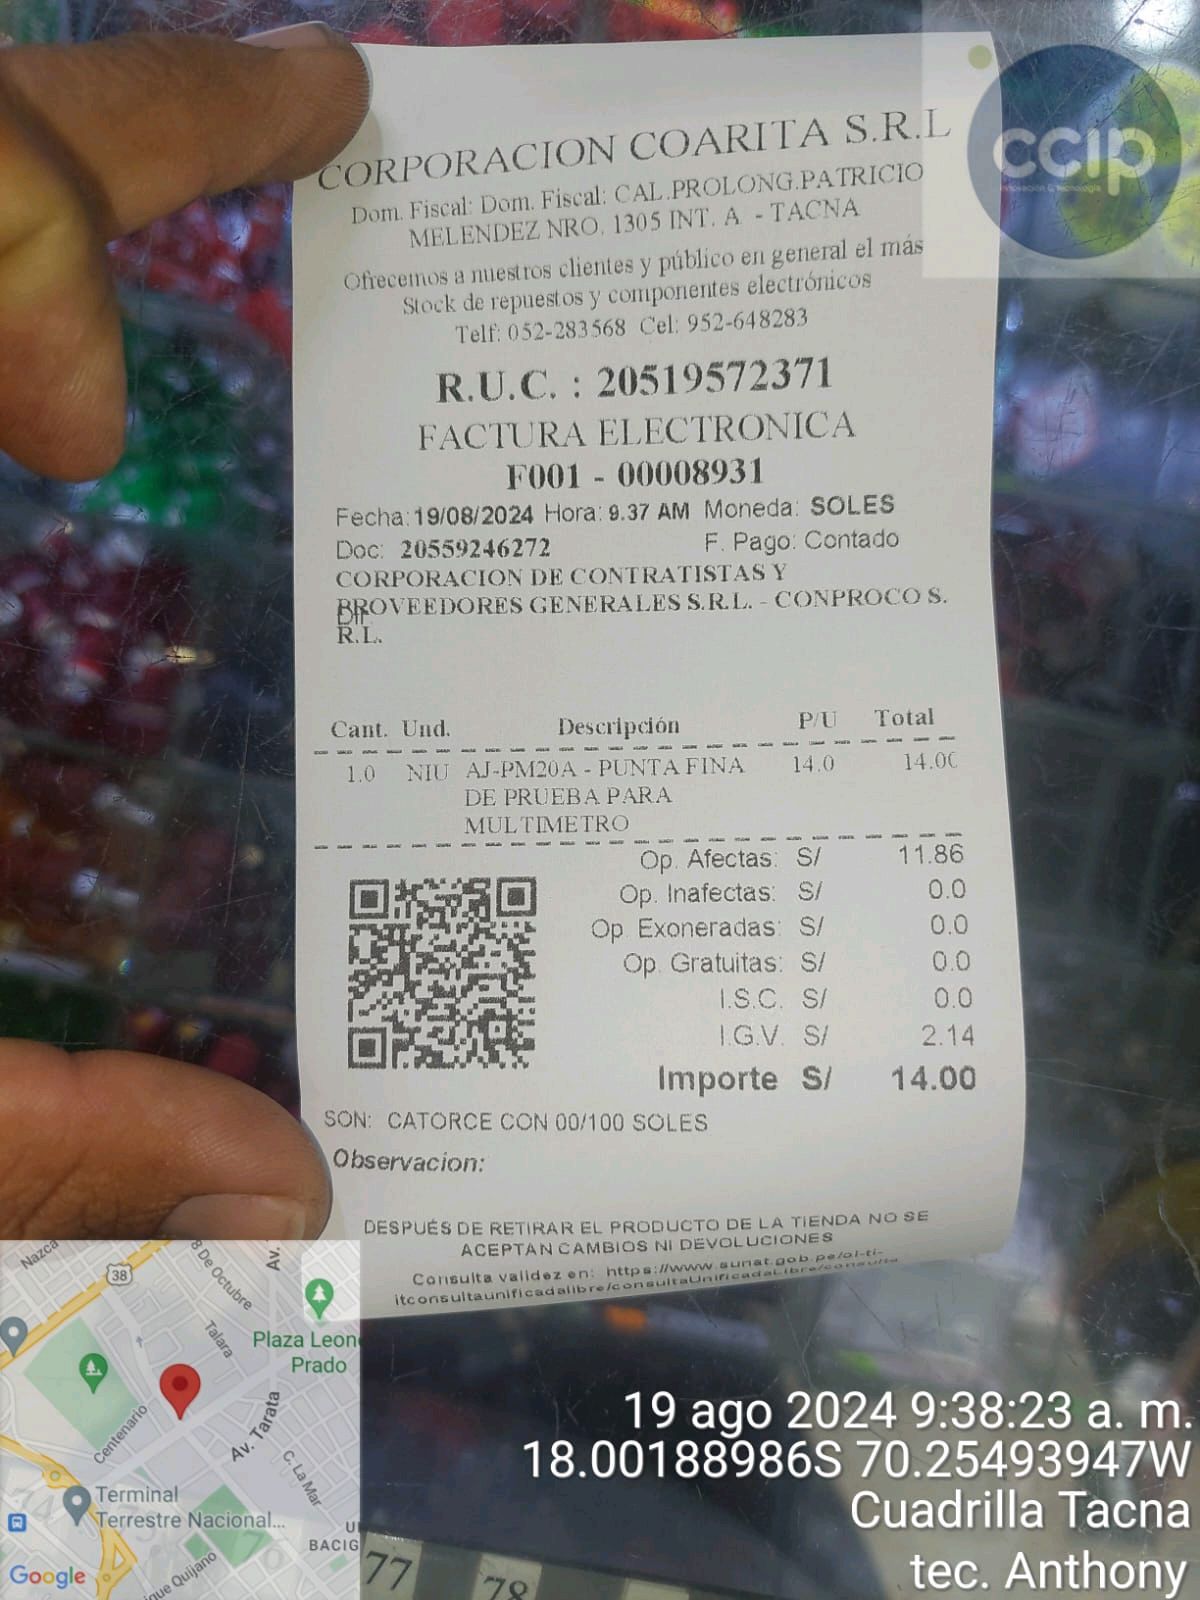 CORPORACION COARITA S.R.L
Dom. Fiscal: Dom. Fiscal: CAL.PROLONG.PATRICIO
MELENDEZ NRO. 1305 INT. A - TACNA
Ofrecemos a nuestros clientes y público en general el más
Stock de repuestos y componentes electrónicos
Telf: 052-283568 Cel: 952-648283
R.U.C. : 20519572371
FACTURA ELECTRONICA
F001 - 00008931
Fecha: 19/08/2024 Hora: 9.37 AM Moneda: SOLES
Doc: 20559246272 F. Pago: Contado
CORPORACION DE CONTRATISTAS Y
PROVEEDORES GENERALES S.R.L. - CONPROCO S.
Dir.
R.L.
Cant. Und. Descripción P/U Total
1.0 NIU AJ-PM20A - PUNTA FINA 14.0 14.00
DE PRUEBA PARA
MULTIMETRO
Op. Afectas: S/ 11.86
Op. Inafectas: S/ 0.0
Op. Exoneradas: S/ 0.0
Op. Gratuitas: S/ 0.0
I.S.C. S/ 0.0
I.G.V. S/ 2.14
Importe S/ 14.00
SON: CATORCE CON 00/100 SOLES
Observacion:
DESPUÉS DE RETIRAR EL PRODUCTO DE LA TIENDA NO SE
ACEPTAN CAMBIOS NI DEVOLUCIONES
Consulta validez en: https://www.sunat.gob.pe/ol-ti-
itconsultaunificadalibre/consultaUnificadaLibre/consulta
ccip
innovación & tecnología
Nazca
38
8 De Octubre
Av.
Talara
Plaza Leon
Prado
Centenario
Av. Tarata
C. La Mar
Terminal
Terrestre Nacional...
BACIG
Google
que Quijano
74
75
76
77
78
19 ago 2024 9:38:23 a. m.
18.00188986S 70.25493947W
Cuadrilla Tacna
tec. Anthony